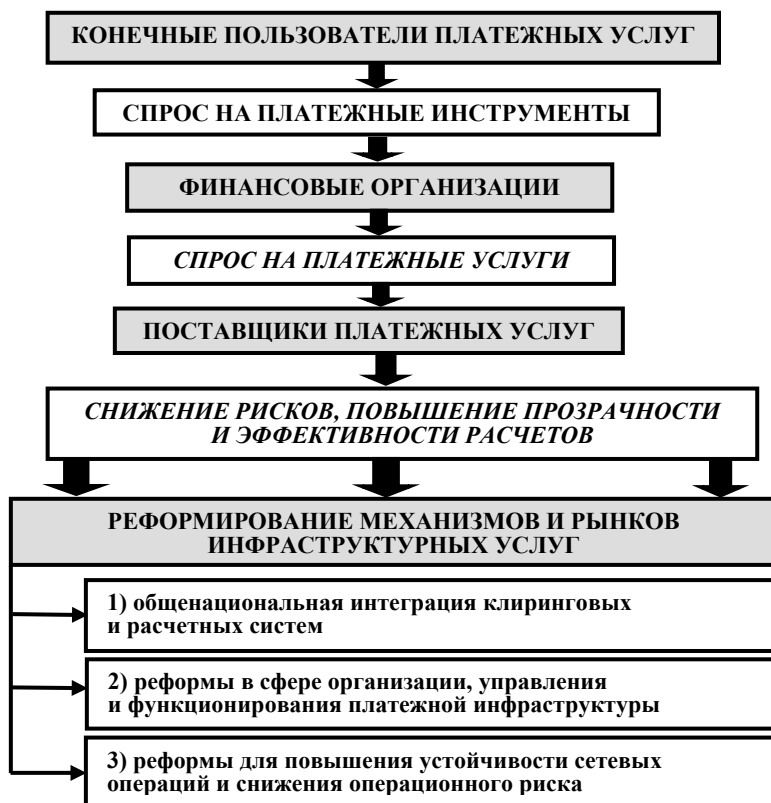 КОНЕЧНЫЕ ПОЛЬЗОВАТЕЛИ ПЛАТЕЖНЫХ УСЛУГ
СПРОС НА ПЛАТЕЖНЫЕ ИНСТРУМЕНТЫ
ФИНАНСОВЫЕ ОРГАНИЗАЦИИ
СПРОС НА ПЛАТЕЖНЫЕ УСЛУГИ
ПОСТАВЩИКИ ПЛАТЕЖНЫХ УСЛУГ
СНИЖЕНИЕ РИСКОВ, ПОВЫШЕНИЕ ПРОЗРАЧНОСТИ
И ЭФФЕКТИВНОСТИ РАСЧЕТОВ
РЕФОРМИРОВАНИЕ МЕХАНИЗМОВ И РЫНКОВ
ИНФРАСТРУКТУРНЫХ УСЛУГ
1) общенациональная интеграция клиринговых
и расчетных систем
2) реформы в сфере организации, управления
и функционирования платежной инфраструктуры
3) реформы для повышения устойчивости сетевых
операций и снижения операционного риска